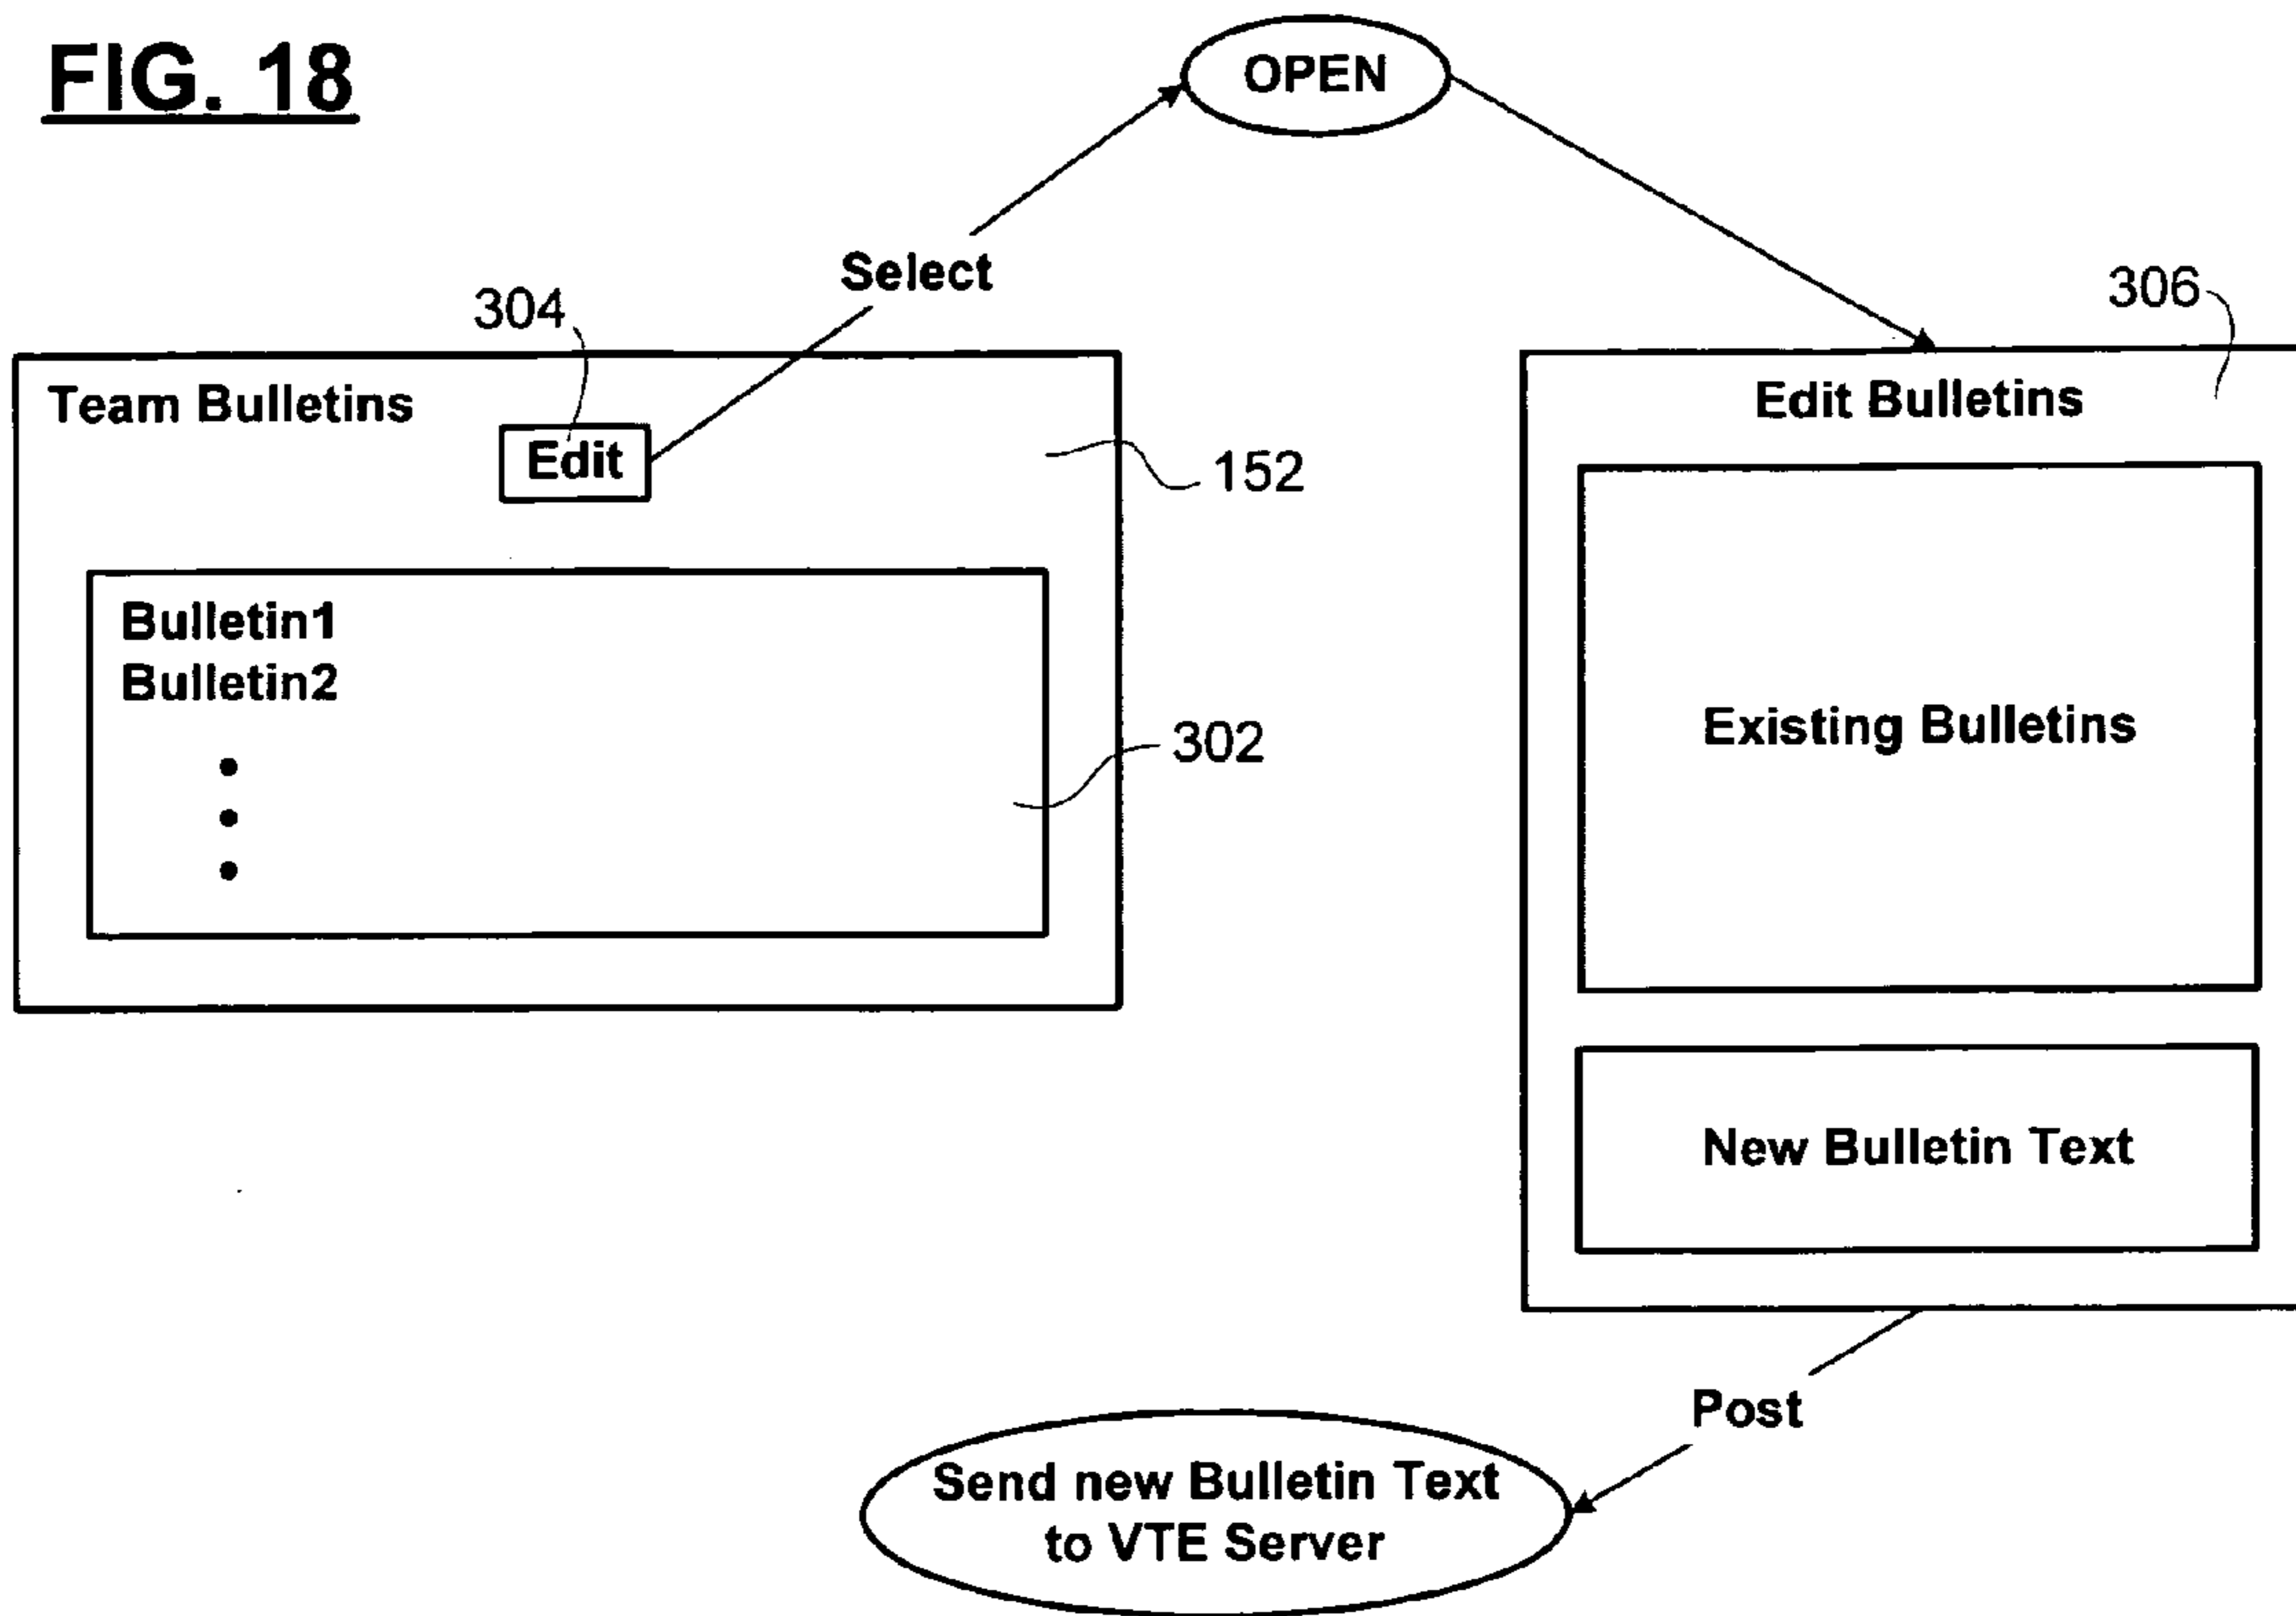 FIG. 18
OPEN
Select
304
306
Team Bulletins
Edit
152
Bulletin1
Bulletin2
302
Edit Bulletins
Existing Bulletins
New Bulletin Text
Post
Send new Bulletin Text
to VTE Server